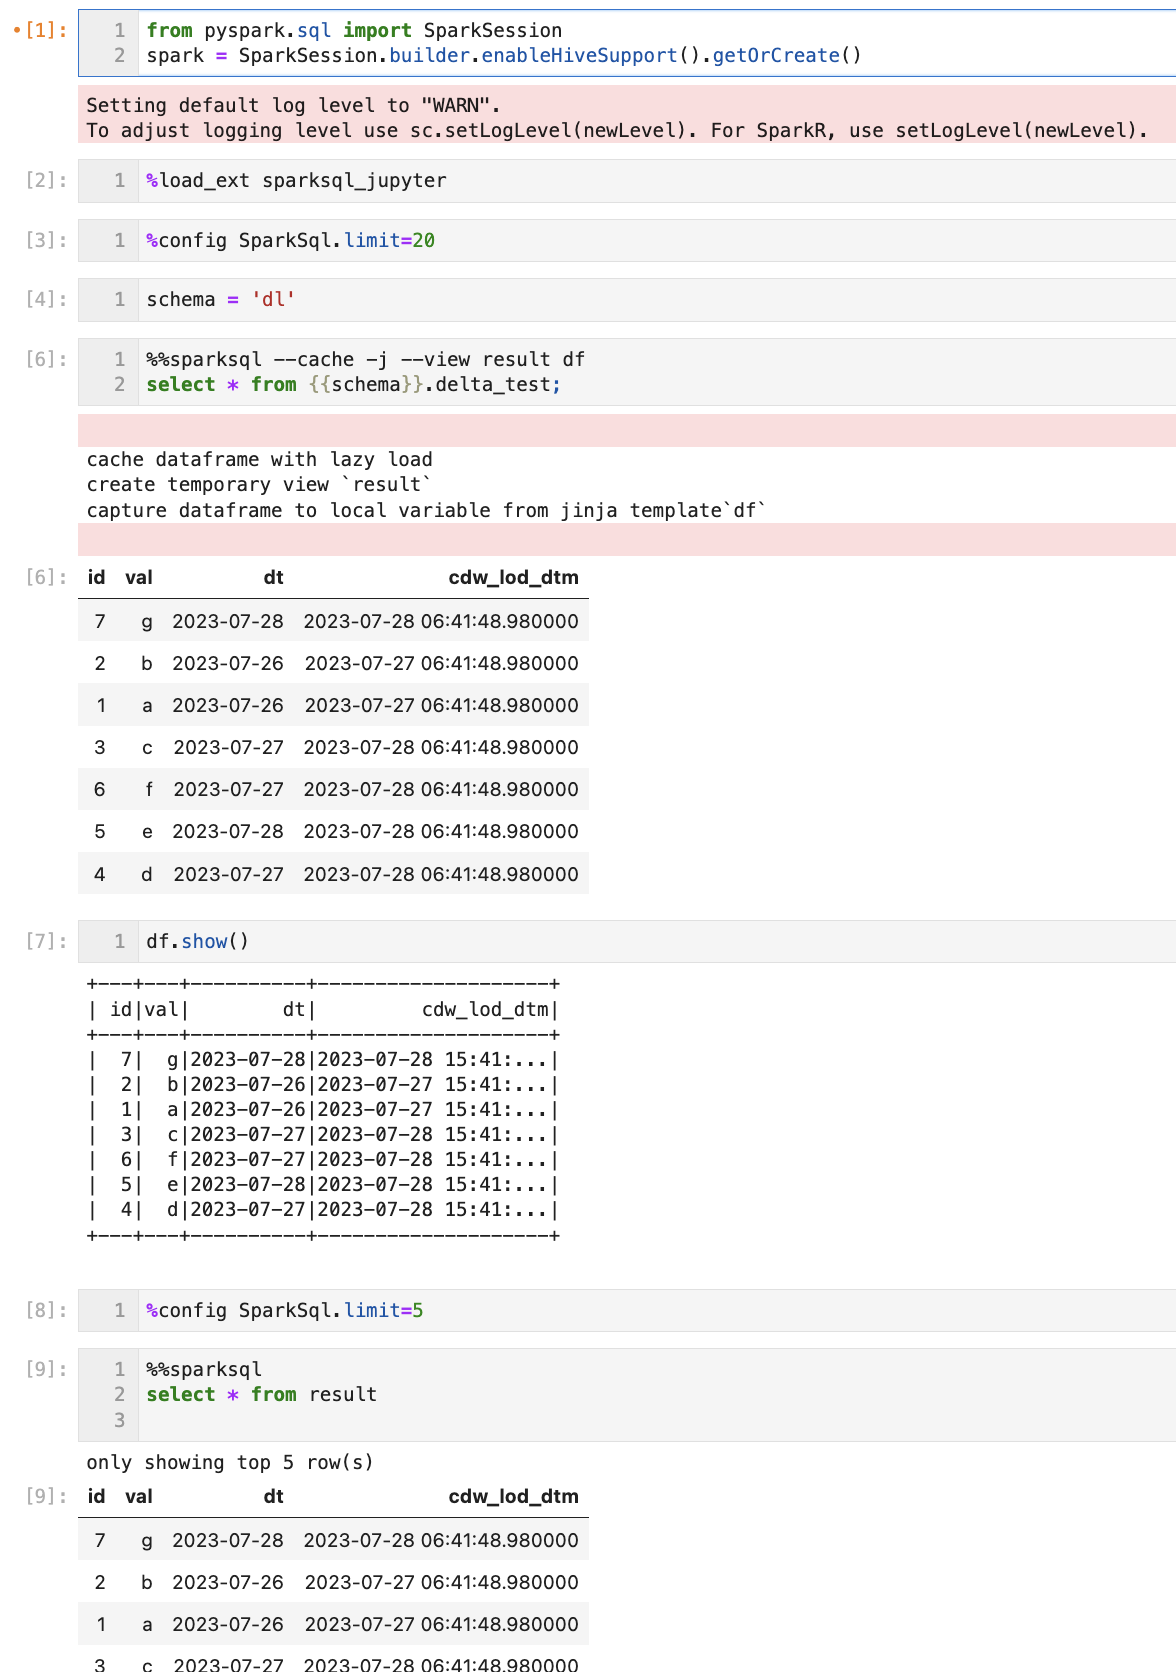 •[1]: 1 from pyspark.sql import SparkSession
2 spark = SparkSession.builder.enableHiveSupport().getOrCreate()
Setting default log level to "WARN".
To adjust logging level use sc.setLogLevel(newLevel). For SparkR, use setLogLevel(newLevel).
[2]: 1 %load_ext sparksql_jupyter
[3]: 1 %config SparkSql.limit=20
[4]: 1 schema = 'dl'
[6]: 1 %%sparksql --cache -j --view result df
2 select * from {{schema}}.delta_test;
cache dataframe with lazy load
create temporary view `result`
capture dataframe to local variable from jinja template`df`
[6]: id val dt cdw_lod_dtm
7 g 2023-07-28 2023-07-28 06:41:48.980000
2 b 2023-07-26 2023-07-27 06:41:48.980000
1 a 2023-07-26 2023-07-27 06:41:48.980000
3 c 2023-07-27 2023-07-28 06:41:48.980000
6 f 2023-07-27 2023-07-28 06:41:48.980000
5 e 2023-07-28 2023-07-28 06:41:48.980000
4 d 2023-07-27 2023-07-28 06:41:48.980000
[7]: 1 df.show()
+---+---+----------+--------------------+
| id|val|        dt|         cdw_lod_dtm|
+---+---+----------+--------------------+
|  7|  g|2023-07-28|2023-07-28 15:41:...|
|  2|  b|2023-07-26|2023-07-27 15:41:...|
|  1|  a|2023-07-26|2023-07-27 15:41:...|
|  3|  c|2023-07-27|2023-07-28 15:41:...|
|  6|  f|2023-07-27|2023-07-28 15:41:...|
|  5|  e|2023-07-28|2023-07-28 15:41:...|
|  4|  d|2023-07-27|2023-07-28 15:41:...|
+---+---+----------+--------------------+
[8]: 1 %config SparkSql.limit=5
[9]: 1 %%sparksql
2 select * from result
3
only showing top 5 row(s)
[9]: id val dt cdw_lod_dtm
7 g 2023-07-28 2023-07-28 06:41:48.980000
2 b 2023-07-26 2023-07-27 06:41:48.980000
1 a 2023-07-26 2023-07-27 06:41:48.980000
3 c 2023-07-27 2023-07-28 06:41:48.980000